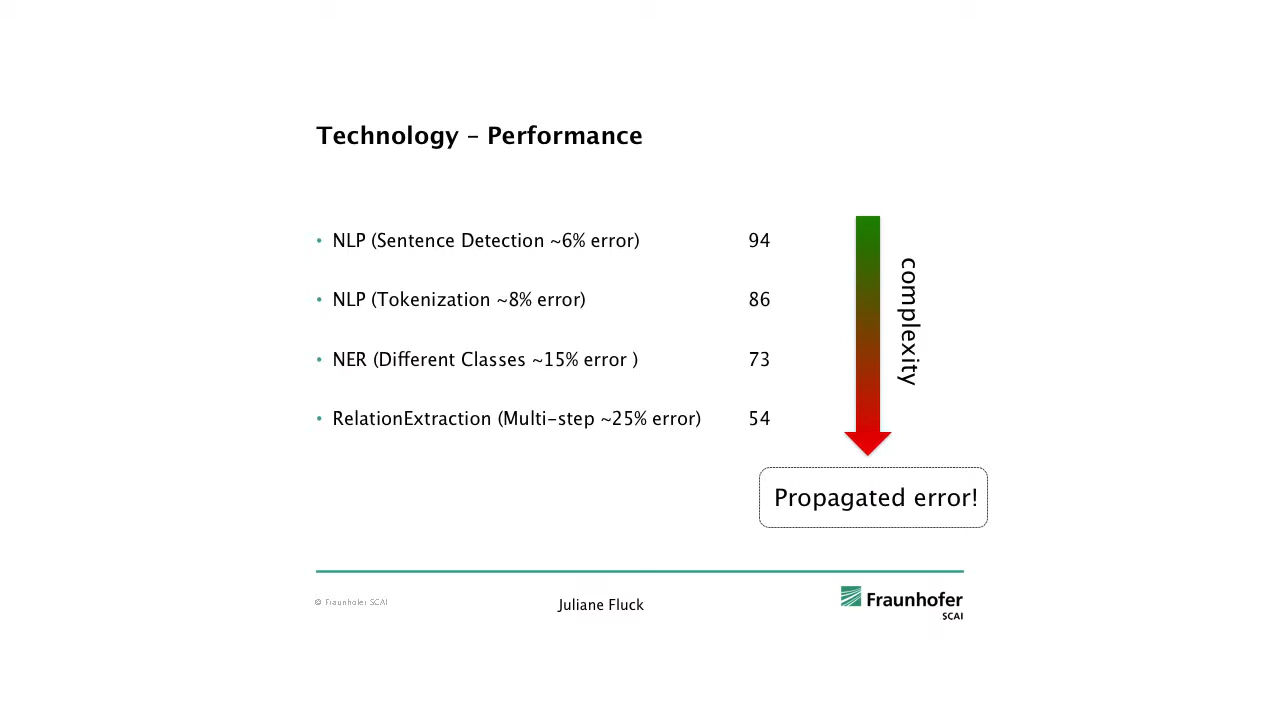 Technology – Performance
• NLP (Sentence Detection ~6% error) 94
• NLP (Tokenization ~8% error) 86
• NER (Different Classes ~15% error ) 73
• RelationExtraction (Multi-step ~25% error) 54
complexity
Propagated error!
© Fraunhofer SCAI
Juliane Fluck
Fraunhofer
SCAI